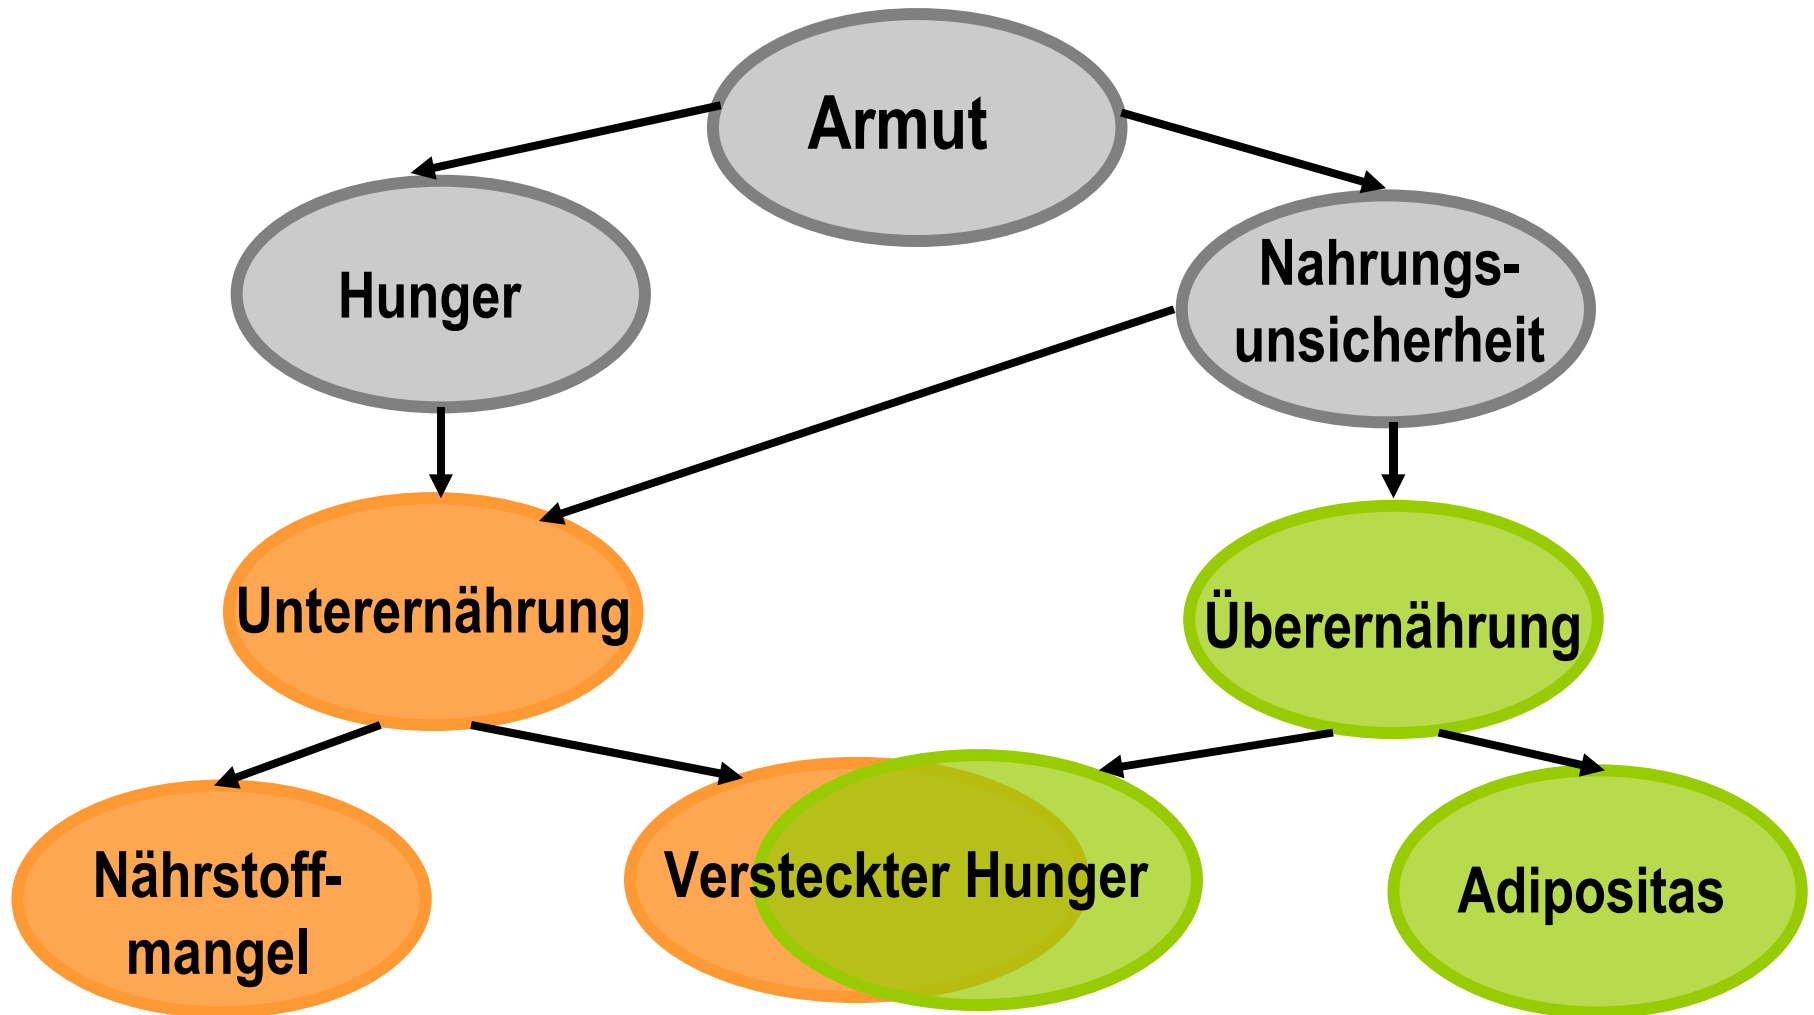 Armut
Hunger
Nahrungs-
unsicherheit
Unterernährung
Überernährung
Nährstoff-
mangel
Versteckter Hunger
Adipositas